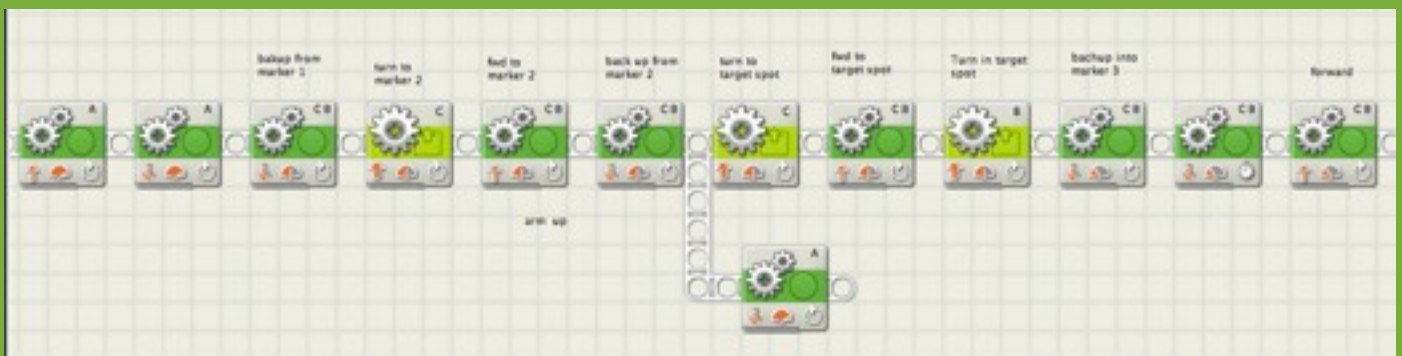 bakup from
marker 1
turn to
marker 2
fwd to
marker 2
back up from
marker 2
turn to
target spot
fwd to
target spot
Turn in target
spot
bachup into
marker 3
forward
A
A
C B
C
C B
C B
C
C B
B
C B
C B
C B
arm up
A